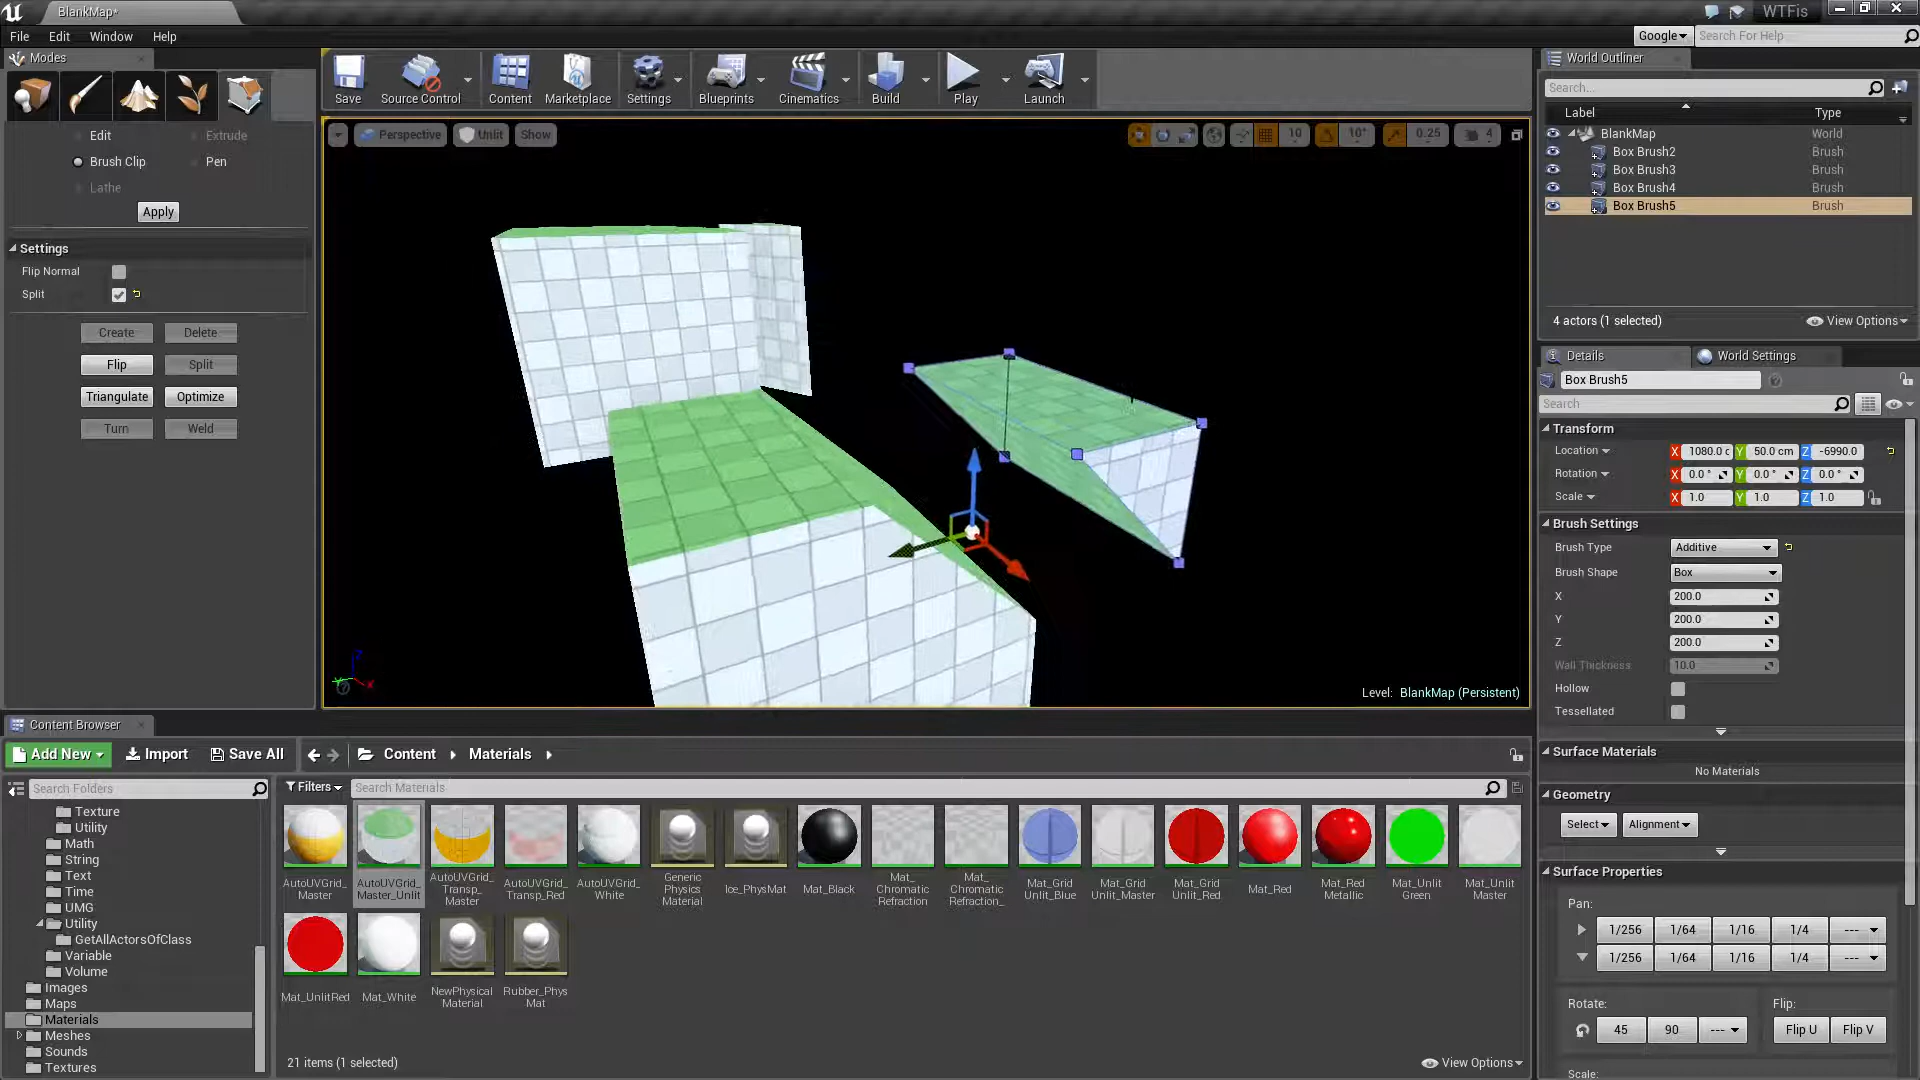 BlankMap*
WTFis
File Edit Window Help
Google
Search For Help
Modes
Edit
Extrude
Brush Clip
Pen
Lathe
Apply
Settings
Flip Normal
Split
Create
Delete
Flip
Split
Triangulate
Optimize
Turn
Weld
Save
Source Control
Content
Marketplace
Settings
Blueprints
Cinematics
Build
Play
Launch
Perspective
Unlit
Show
10
10°
0.25
4
Z
X
Level: BlankMap (Persistent)
World Outliner
Search...
Label
Type
BlankMap World
Box Brush2 Brush
Box Brush3 Brush
Box Brush4 Brush
Box Brush5 Brush
4 actors (1 selected)
View Options
Details
World Settings
Box Brush5
Search
Transform
Location X 1080.0 c Y 50.0 cm Z -6990.0
Rotation X 0.0 ° Y 0.0 ° Z 0.0 °
Scale X 1.0 Y 1.0 Z 1.0
Brush Settings
Brush Type Additive
Brush Shape Box
X 200.0
Y 200.0
Z 200.0
Wall Thickness 10.0
Hollow
Tessellated
Surface Materials
No Materials
Geometry
Select
Alignment
Surface Properties
Pan:
1/256 1/64 1/16 1/4 ---
1/256 1/64 1/16 1/4 ---
Rotate:
Flip:
45 90 ---
Flip U Flip V
Scale:
Content Browser
Add New
Import
Save All
Content
Materials
Search Folders
Filters
Search Materials
Texture
Utility
Math
String
Text
Time
UMG
Utility
GetAllActorsOfClass
Variable
Volume
Images
Maps
Materials
Meshes
Sounds
Textures
AutoUVGrid_
Master
AutoUVGrid_
Master_Unlit
AutoUVGrid_
Transp_
Master
AutoUVGrid_
Transp_Red
AutoUVGrid_
White
Generic
Physics
Material
Ice_PhysMat
Mat_Black
Mat_
Chromatic
Refraction
Mat_
Chromatic
Refraction_
Mat_Grid
Unlit_Blue
Mat_Grid
Unlit_Master
Mat_Grid
Unlit_Red
Mat_Red
Mat_Red
Metallic
Mat_Unlit
Green
Mat_Unlit
Master
Mat_UnlitRed
Mat_White
NewPhysical
Material
Rubber_Phys
Mat
21 items (1 selected)
View Options